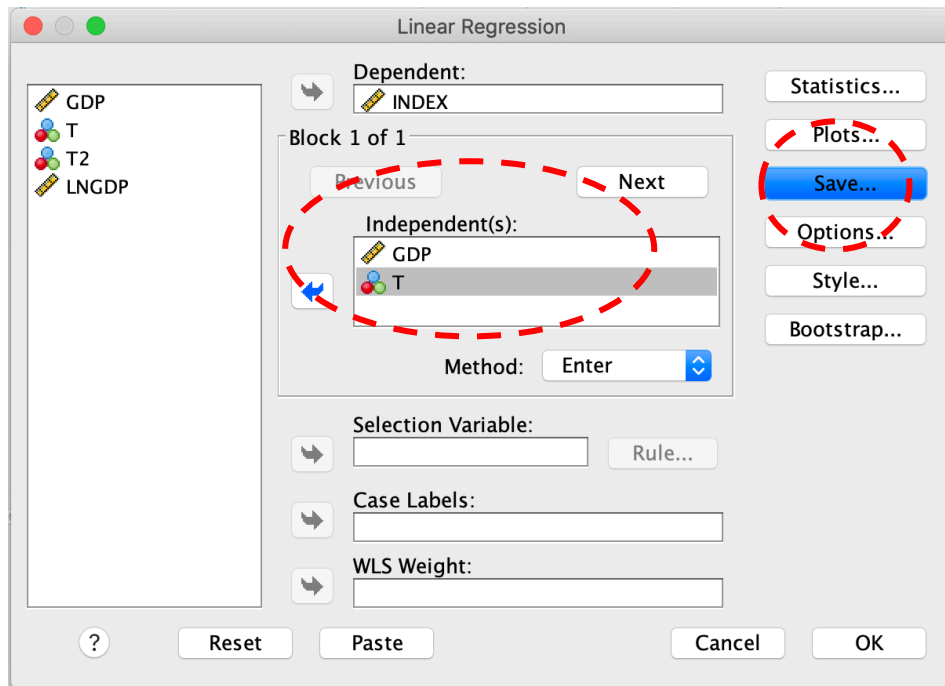 Linear Regression
GDP
T
T2
LNGDP
Dependent:
INDEX
Block 1 of 1
Previous
Next
Independent(s):
GDP
T
Method:
Enter
Selection Variable:
Rule...
Case Labels:
WLS Weight:
Statistics...
Plots...
Save...
Options...
Style...
Bootstrap...
?
Reset
Paste
Cancel
OK